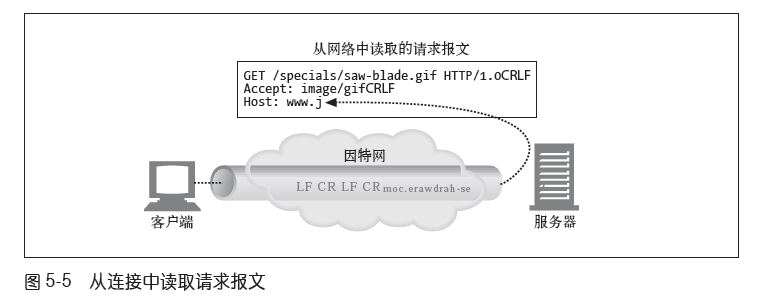 从网络中读取的请求报文
GET /specials/saw-blade.gif HTTP/1.0CRLF
Accept: image/gifCRLF
Host: www.j
因特网
LF CR LF CR moc.erawdrah-se
客户端
服务器
图 5-5 从连接中读取请求报文